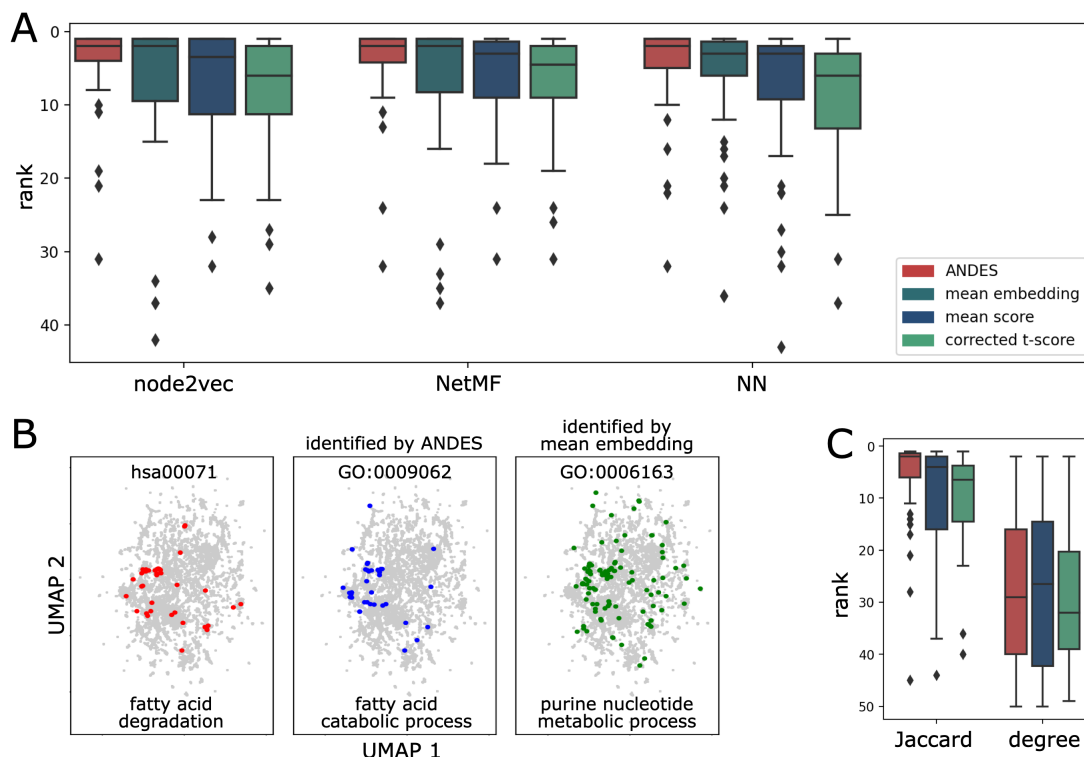 A
0
10
20
30
40
rank
node2vec
NetMF
NN
ANDES
mean embedding
mean score
corrected t-score
B
UMAP 2
hsa00071
fatty acid
degradation
identified by ANDES
GO:0009062
fatty acid
catabolic process
identified by
mean embedding
GO:0006163
purine nucleotide
metabolic process
UMAP 1
C
0
10
20
30
40
50
rank
Jaccard
degree